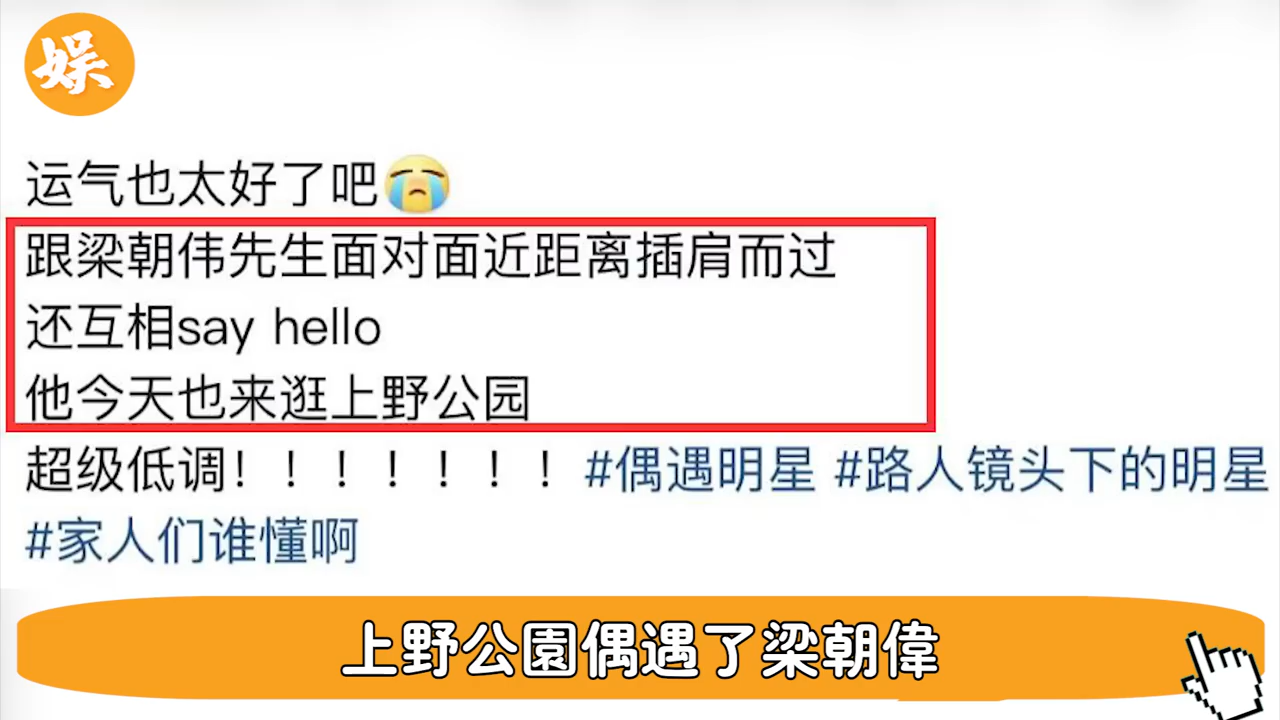 娱
运气也太好了吧😭
跟梁朝伟先生面对面近距离插肩而过
还互相say hello
他今天也来逛上野公园
超级低调！！！！！！！#偶遇明星 #路人镜头下的明星
#家人们谁懂啊
上野公園偶遇了梁朝偉